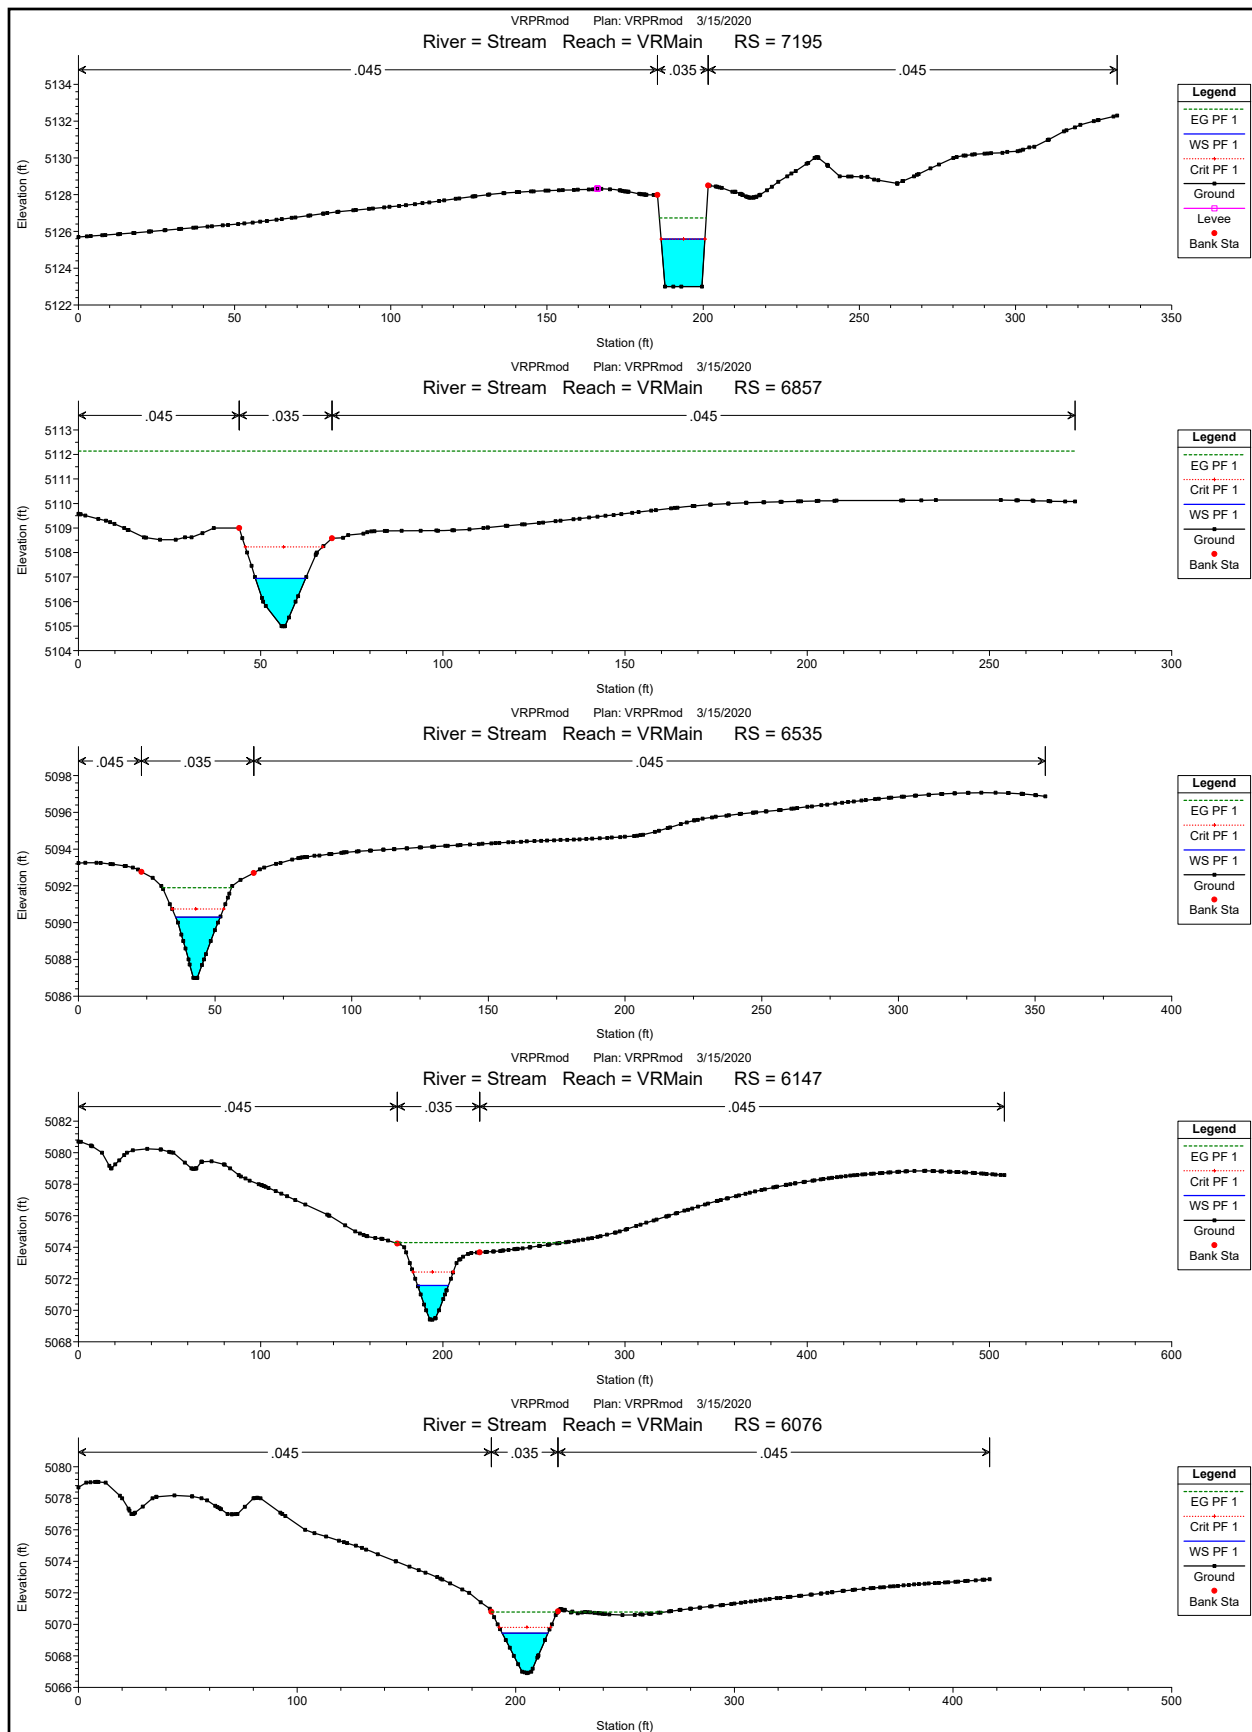 VRPRmod Plan: VRPRmod 3/15/2020
River = Stream Reach = VRMain RS = 7195
.045 .035 .045
5134
5132
5130
5128
5126
5124
5122
Elevation (ft)
0 50 100 150 200 250 300 350
Station (ft)
Legend
EG PF 1
WS PF 1
Crit PF 1
Ground
Levee
Bank Sta
VRPRmod Plan: VRPRmod 3/15/2020
River = Stream Reach = VRMain RS = 6857
.045 .035 .045
5113
5112
5111
5110
5109
5108
5107
5106
5105
5104
Elevation (ft)
0 50 100 150 200 250 300
Station (ft)
Legend
EG PF 1
Crit PF 1
WS PF 1
Ground
Bank Sta
VRPRmod Plan: VRPRmod 3/15/2020
River = Stream Reach = VRMain RS = 6535
.045 .035 .045
5098
5096
5094
5092
5090
5088
5086
Elevation (ft)
0 50 100 150 200 250 300 350 400
Station (ft)
Legend
EG PF 1
Crit PF 1
WS PF 1
Ground
Bank Sta
VRPRmod Plan: VRPRmod 3/15/2020
River = Stream Reach = VRMain RS = 6147
.045 .035 .045
5082
5080
5078
5076
5074
5072
5070
5068
Elevation (ft)
0 100 200 300 400 500 600
Station (ft)
Legend
EG PF 1
Crit PF 1
WS PF 1
Ground
Bank Sta
VRPRmod Plan: VRPRmod 3/15/2020
River = Stream Reach = VRMain RS = 6076
.045 .035 .045
5080
5078
5076
5074
5072
5070
5068
5066
Elevation (ft)
0 100 200 300 400 500
Station (ft)
Legend
EG PF 1
Crit PF 1
WS PF 1
Ground
Bank Sta